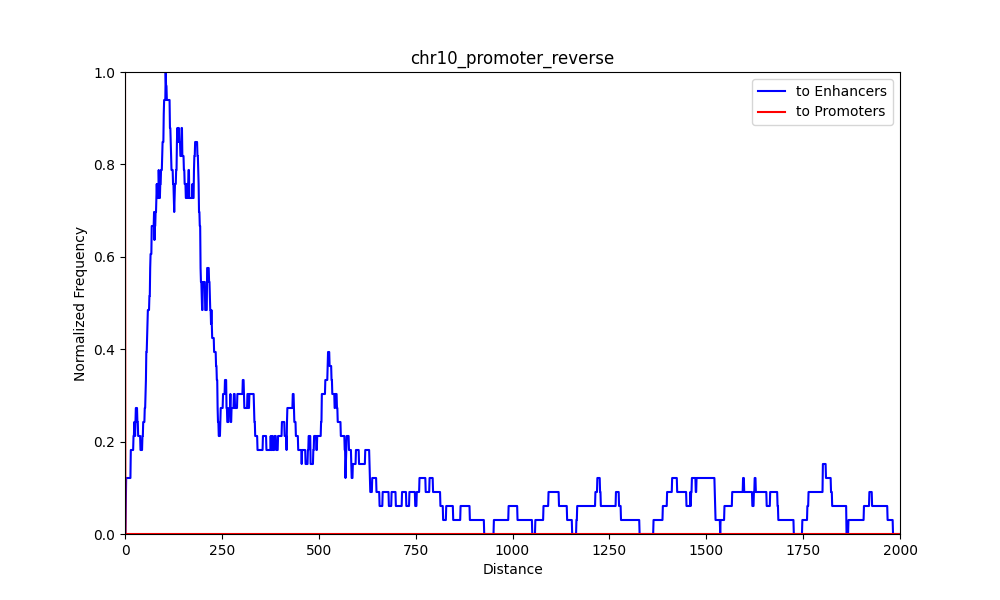 chr10_promoter_reverse
1.0
0.8
0.6
0.4
0.2
0.0
Normalized Frequency
to Enhancers
to Promoters
0 250 500 750 1000 1250 1500 1750 2000
Distance